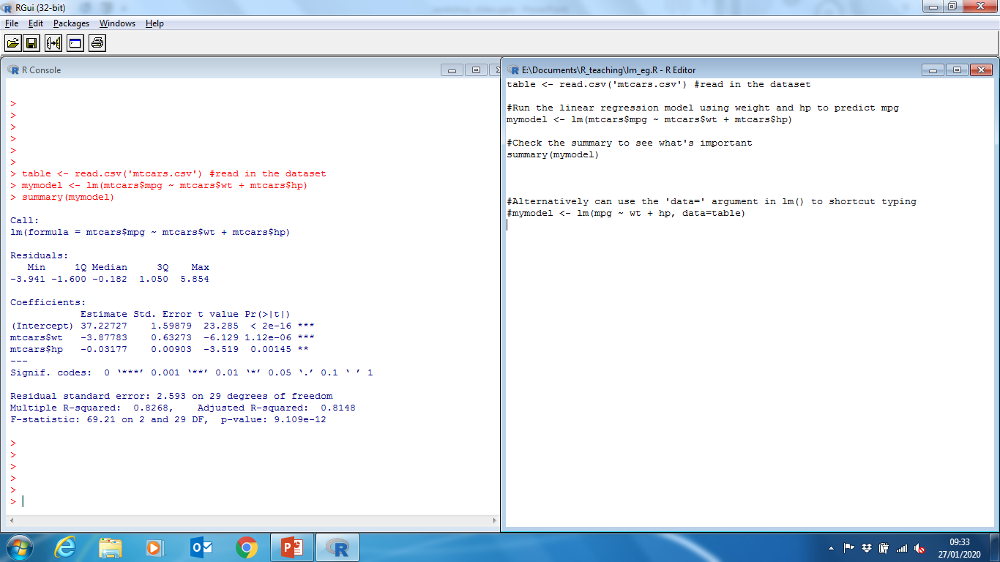 RGui (32-bit)
File Edit Packages Windows Help
R Console
>
>
>
>
>
>
> table <- read.csv('mtcars.csv') #read in the dataset
> mymodel <- lm(mtcars$mpg ~ mtcars$wt + mtcars$hp)
> summary(mymodel)
Call:
lm(formula = mtcars$mpg ~ mtcars$wt + mtcars$hp)
Residuals:
Min 1Q Median 3Q Max
-3.941 -1.600 -0.182 1.050 5.854
Coefficients:
Estimate Std. Error t value Pr(>|t|)
(Intercept) 37.22727 1.59879 23.285 < 2e-16 ***
mtcars$wt -3.87783 0.63273 -6.129 1.12e-06 ***
mtcars$hp -0.03177 0.00903 -3.519 0.00145 **
---
Signif. codes: 0 ‘***’ 0.001 ‘**’ 0.01 ‘*’ 0.05 ‘.’ 0.1 ‘ ’ 1
Residual standard error: 2.593 on 29 degrees of freedom
Multiple R-squared: 0.8268, Adjusted R-squared: 0.8148
F-statistic: 69.21 on 2 and 29 DF, p-value: 9.109e-12
>
>
>
>
>
>
E:\Documents\R_teaching\lm_eg.R - R Editor
table <- read.csv('mtcars.csv') #read in the dataset
#Run the linear regression model using weight and hp to predict mpg
mymodel <- lm(mtcars$mpg ~ mtcars$wt + mtcars$hp)
#Check the summary to see what's important
summary(mymodel)
#Alternatively can use the 'data=' argument in lm() to shortcut typing
#mymodel <- lm(mpg ~ wt + hp, data=table)
09:33
27/01/2020